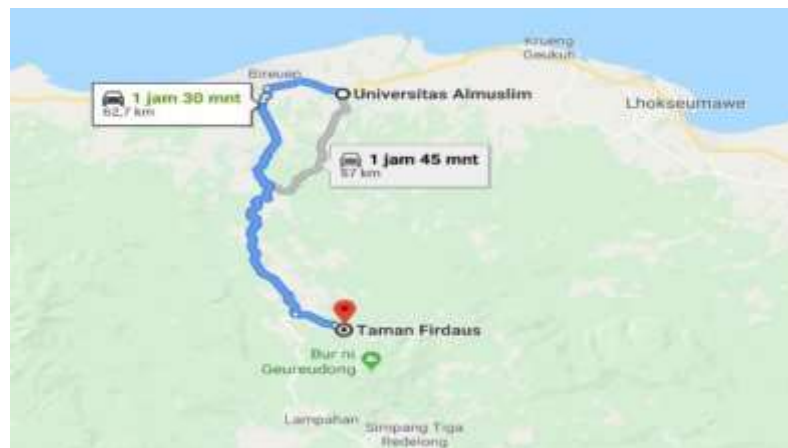 Krueng
Geukuh
Bireuen
Universitas Almuslim
1 jam 30 mnt
62,7 km
Lhokseumawe
1 jam 45 mnt
57 km
Taman Firdaus
Bur ni
Geureudong
Lampahan
Simpang Tiga
Redelong